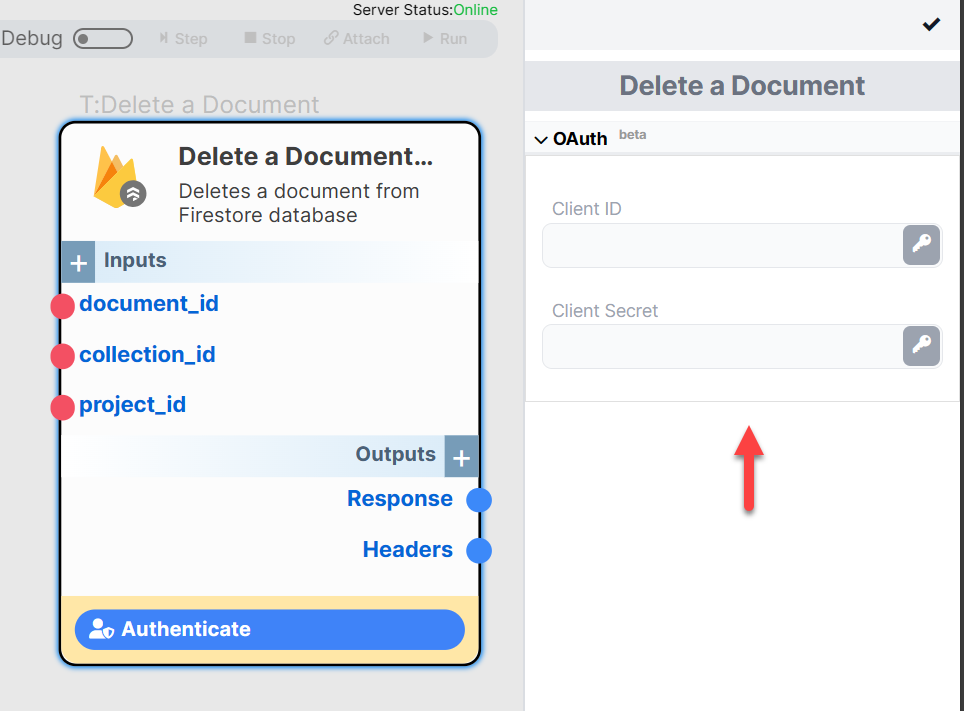 Server Status:Online
Debug Step Stop Attach Run
T:Delete a Document
Delete a Document...
Deletes a document from
Firestore database
+ Inputs
document_id
collection_id
project_id
Outputs +
Response
Headers
Authenticate
Delete a Document
OAuth beta
Client ID
Client Secret